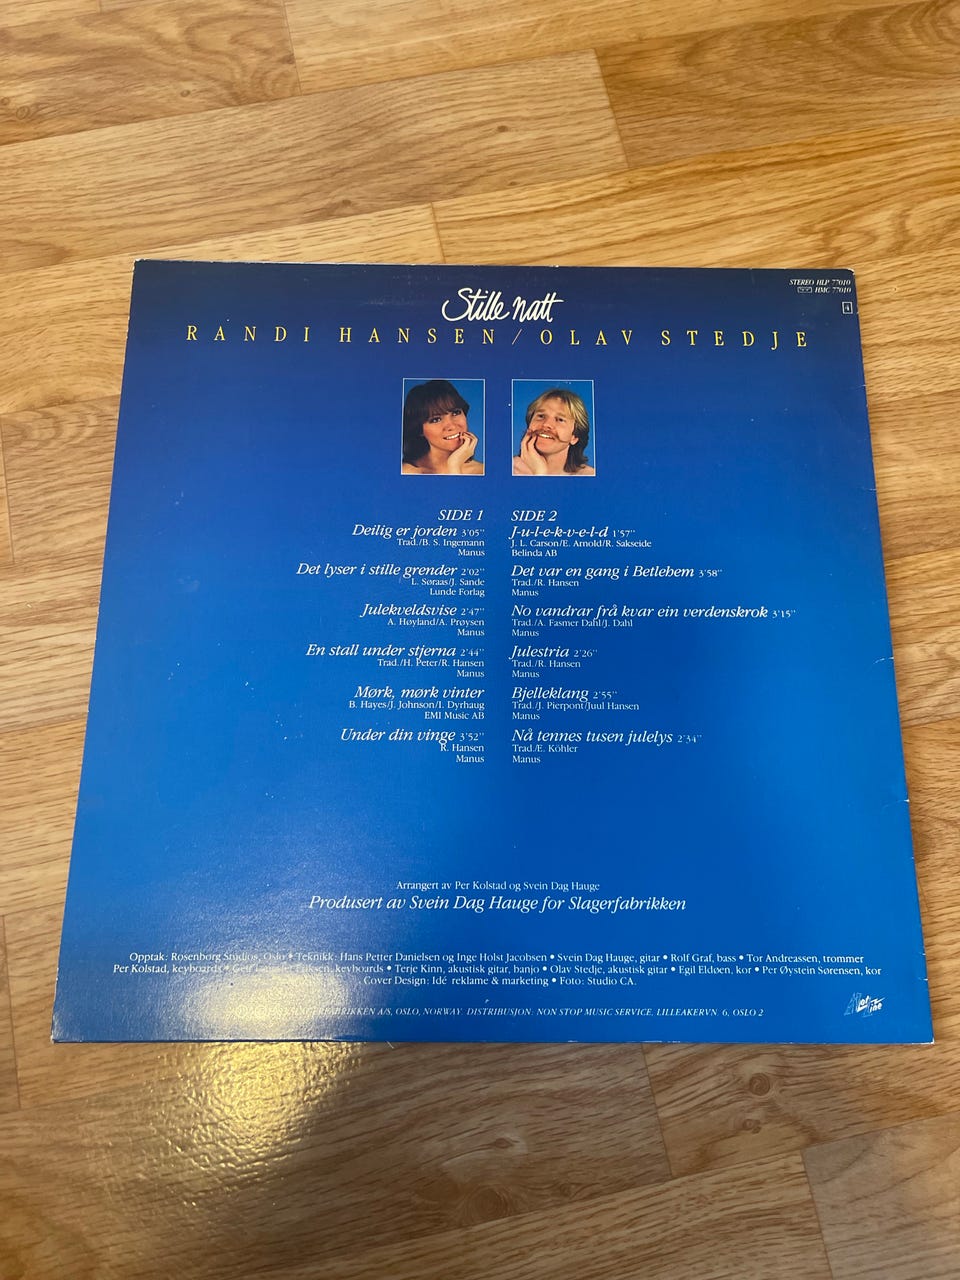 STEREO HLP 77010
HMC 77010
4
Stille natt
RANDI HANSEN / OLAV STEDJE
SIDE 1
Deilig er jorden 3'05''
Trad./B. S. Ingemann
Manus
Det lyser i stille grender 2'02''
L. Søraas/J. Sande
Lunde Forlag
Julekveldsvise 2'47''
A. Høyland/A. Prøysen
Manus
En stall under stjerna 2'44''
Trad./H. Peter/R. Hansen
Manus
Mørk, mørk vinter
B. Hayes/J. Johnson/I. Dyrhaug
EMI Music AB
Under din vinge 3'52''
R. Hansen
Manus
SIDE 2
J-u-l-e-k-v-e-l-d 1'57''
J. L. Carson/E. Arnold/R. Sakseide
Belinda AB
Det var en gang i Betlehem 3'58''
Trad./R. Hansen
Manus
No vandrar frå kvar ein verdenskrok 3'15''
Trad./A. Fasmer Dahl/J. Dahl
Manus
Julestria 2'26''
Trad./R. Hansen
Manus
Bjelleklang 2'55''
Trad./J. Pierpont/Juul Hansen
Manus
Nå tennes tusen julelys 2'34''
Trad./E. Köhler
Manus
Arrangert av Per Kolstad og Svein Dag Hauge
Produsert av Svein Dag Hauge for Slagerfabrikken
Opptak: Rosenborg Studios, Oslo • Teknikk: Hans Petter Danielsen og Inge Holst Jacobsen • Svein Dag Hauge, gitar • Rolf Graf, bass • Tor Andreassen, trommer
Per Kolstad, keyboards • Eriksen, keyboards • Terje Kinn, akustisk gitar, banjo • Olav Stedje, akustisk gitar • Egil Eldøen, kor • Per Øystein Sørensen, kor
Cover Design: Idé reklame & marketing • Foto: Studio CA.
SLAGERFABRIKKEN A/S, OSLO, NORWAY. DISTRIBUSJON: NON STOP MUSIC SERVICE, LILLEAKERVN. 6, OSLO 2